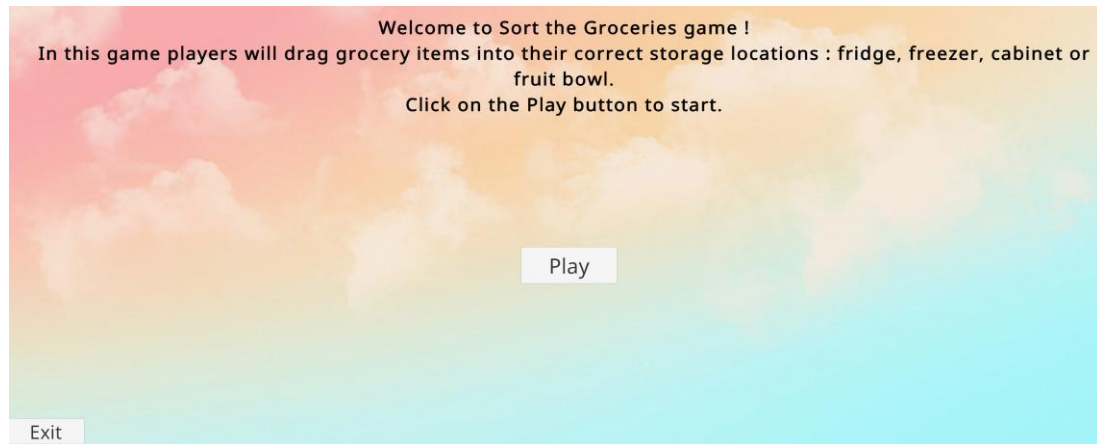 Welcome to Sort the Groceries game !
In this game players will drag grocery items into their correct storage locations : fridge, freezer, cabinet or
fruit bowl.
Click on the Play button to start.
Play
Exit